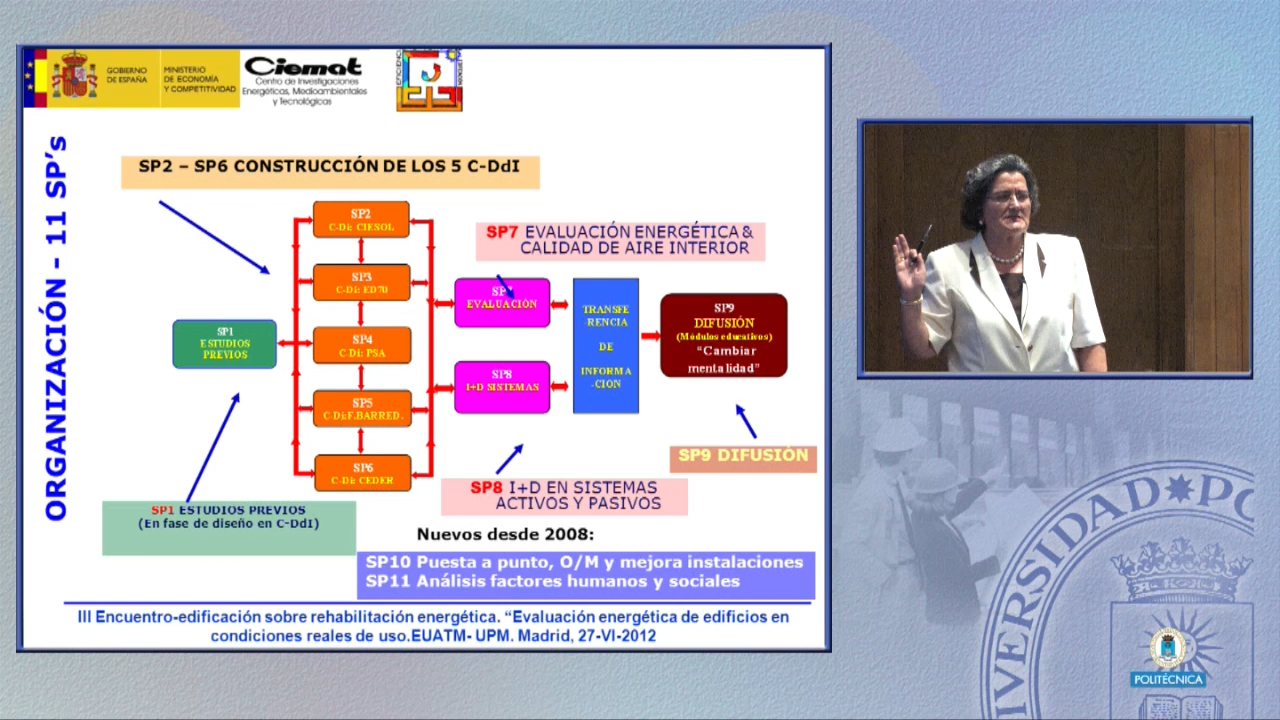 GOBIERNO
DE ESPAÑA
MINISTERIO
DE ECONOMÍA
Y COMPETITIVIDAD
Ciemat
Centro de Investigaciones
Energéticas, Medioambientales
y Tecnológicas
ORGANIZACIÓN - 11 SP's
SP2 – SP6 CONSTRUCCIÓN DE LOS 5 C-DdI
SP2
C-Di: CIESOL
SP3
C-Di: ED70
SP4
C-Di: PSA
SP5
C-Di:F.BARRED.
SP6
C-Di: CEDER
SP1
ESTUDIOS
PREVIOS
SP7 EVALUACIÓN ENERGÉTICA &
CALIDAD DE AIRE INTERIOR
EVALUACIÓN
SP8
I+D SISTEMAS
TRANSFE
-RENCIA
DE
INFORMA
-CIÓN
SP9
DIFUSIÓN
(Módulos educativos)
“Cambiar
mentalidad”
SP9 DIFUSIÓN
SP8 I+D EN SISTEMAS
ACTIVOS Y PASIVOS
SP1 ESTUDIOS PREVIOS
(En fase de diseño en C-DdI)
Nuevos desde 2008:
SP10 Puesta a punto, O/M y mejora instalaciones
SP11 Análisis factores humanos y sociales
III Encuentro-edificación sobre rehabilitación energética. “Evaluación energética de edificios en
condiciones reales de uso.EUATM- UPM. Madrid, 27-VI-2012
POLITÉCNICA